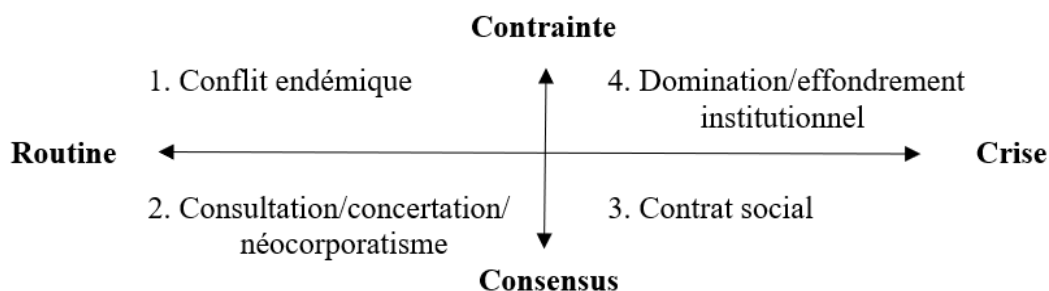 Contrainte
1. Conflit endémique
4. Domination/effondrement
institutionnel
Routine
Crise
2. Consultation/concertation/
néocorporatisme
3. Contrat social
Consensus